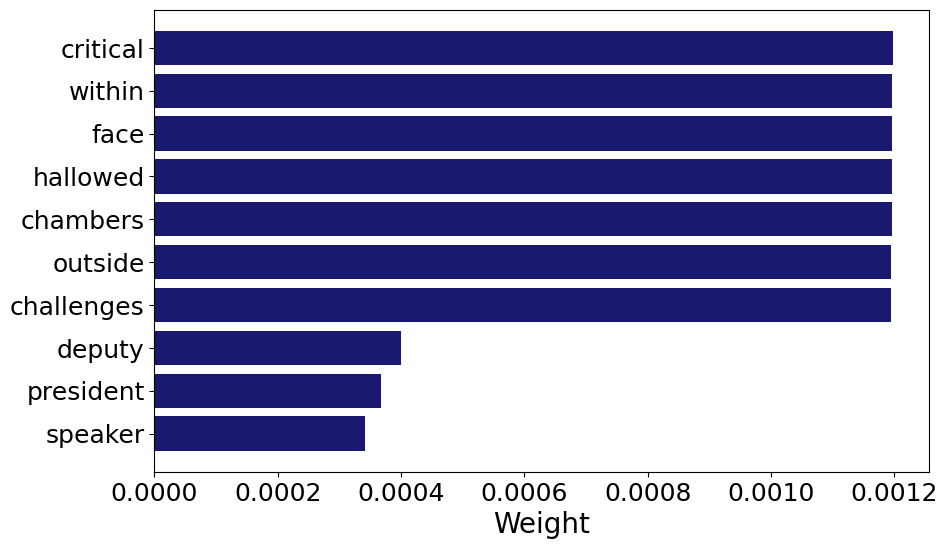 critical
within
face
hallowed
chambers
outside
challenges
deputy
president
speaker
0.0000 0.0002 0.0004 0.0006 0.0008 0.0010 0.0012
Weight